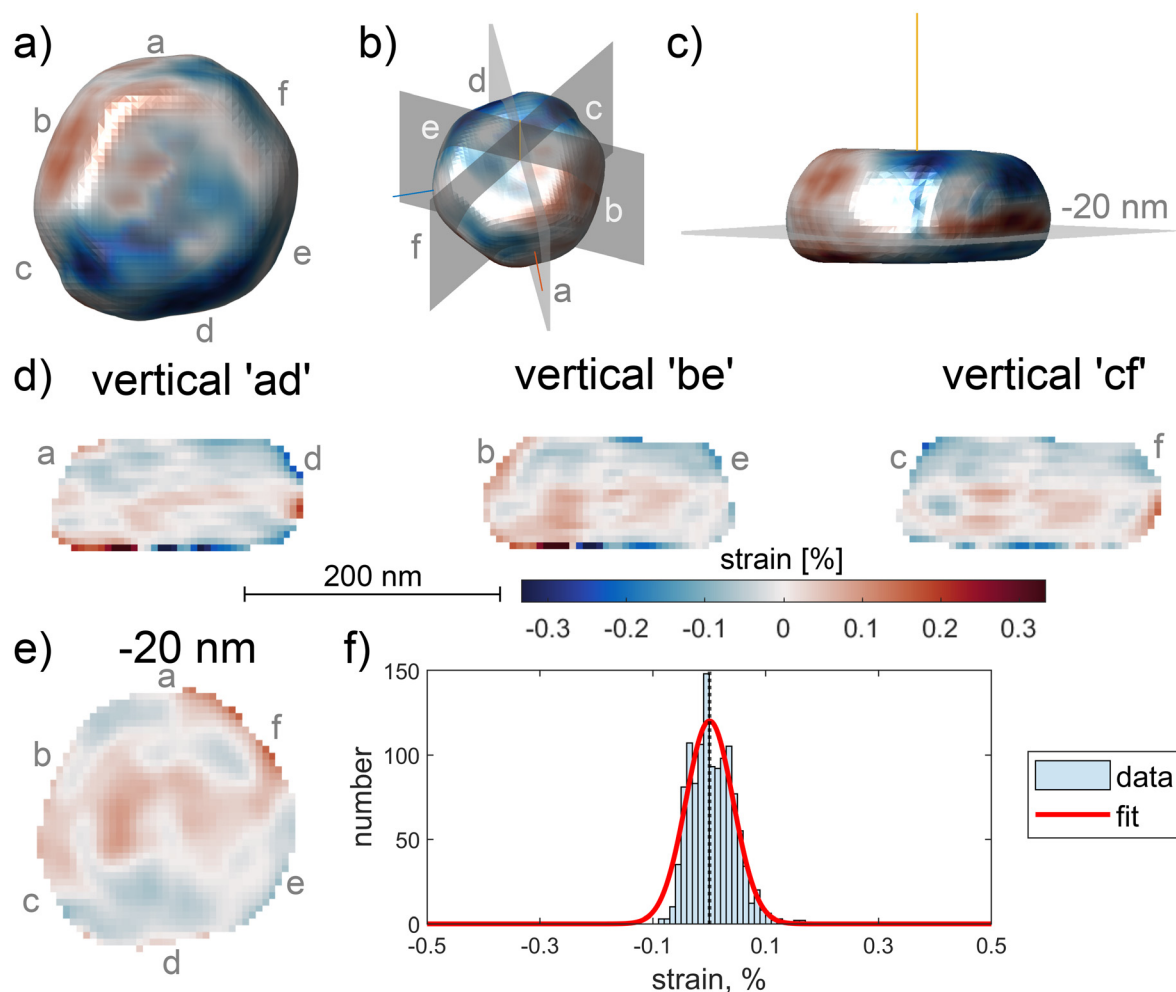 a)
a
f
b
e
c
d
b)
d
c
e
b
f
a
c)
-20 nm
d)
vertical 'ad'
vertical 'be'
vertical 'cf'
a
d
b
e
c
f
200 nm
strain [%]
-0.3 -0.2 -0.1 0 0.1 0.2 0.3
e)
-20 nm
a
f
b
c
e
d
f)
150
100
50
0
number
-0.5 -0.3 -0.1 0.1 0.3 0.5
strain, %
data
fit